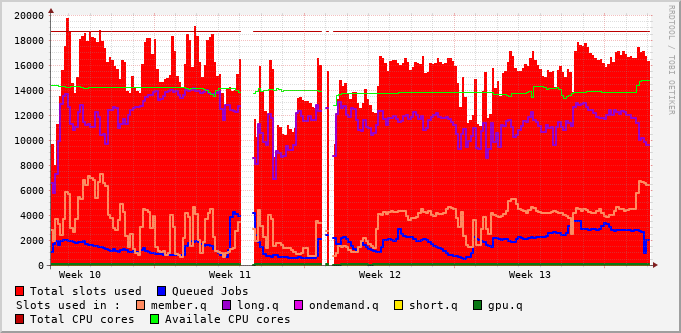 20000
18000
16000
14000
12000
10000
8000
6000
4000
2000
0
Week 10 Week 11 Week 12 Week 13
Total slots used Queued Jobs
Slots used in : member.q long.q ondemand.q short.q gpu.q
Total CPU cores Availale CPU cores
RRDTOOL / TOBI OETIKER